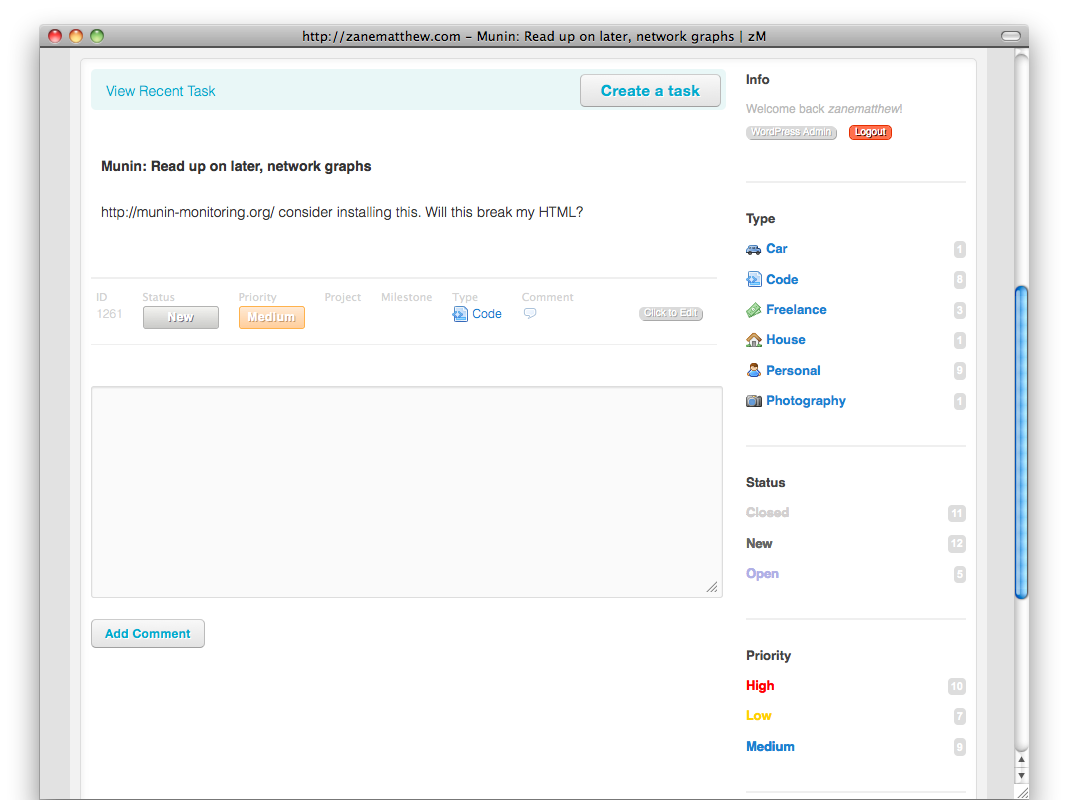 http://zanematthew.com – Munin: Read up on later, network graphs | zM
View Recent Task
Create a task
Munin: Read up on later, network graphs
http://munin-monitoring.org/ consider installing this. Will this break my HTML?
ID Status Priority Project Milestone Type Comment
1261 New Medium Code Click to Edit
Add Comment
Info
Welcome back zanematthew!
WordPress Admin Logout
Type
Car 1
Code 8
Freelance 3
House 1
Personal 9
Photography 1
Status
Closed 11
New 12
Open 5
Priority
High 10
Low 7
Medium 9